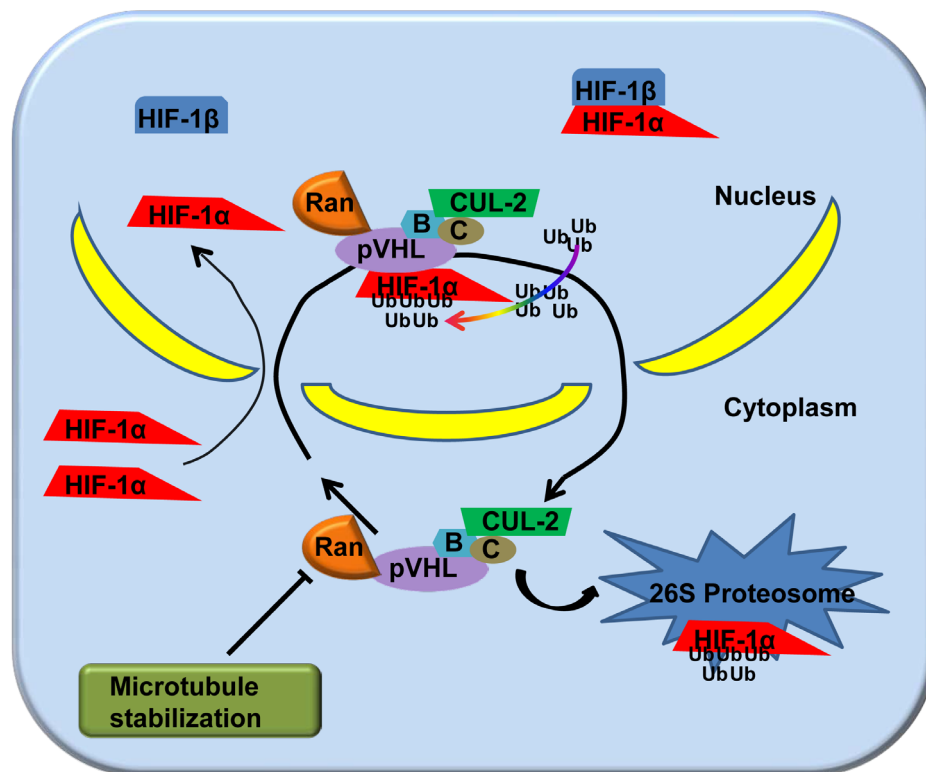 HIF-1β
HIF-1β
HIF-1α
HIF-1α
Ran
CUL-2
B
C
pVHL
Nucleus
Ub
Ub
Ub
HIF-1α
UbUbUb
UbUb
Ub
Ub
Ub
Ub
Cytoplasm
HIF-1α
HIF-1α
Ran
CUL-2
B
C
pVHL
26S Proteosome
HIF-1α
UbUbUb
UbUb
Microtubule
stabilization